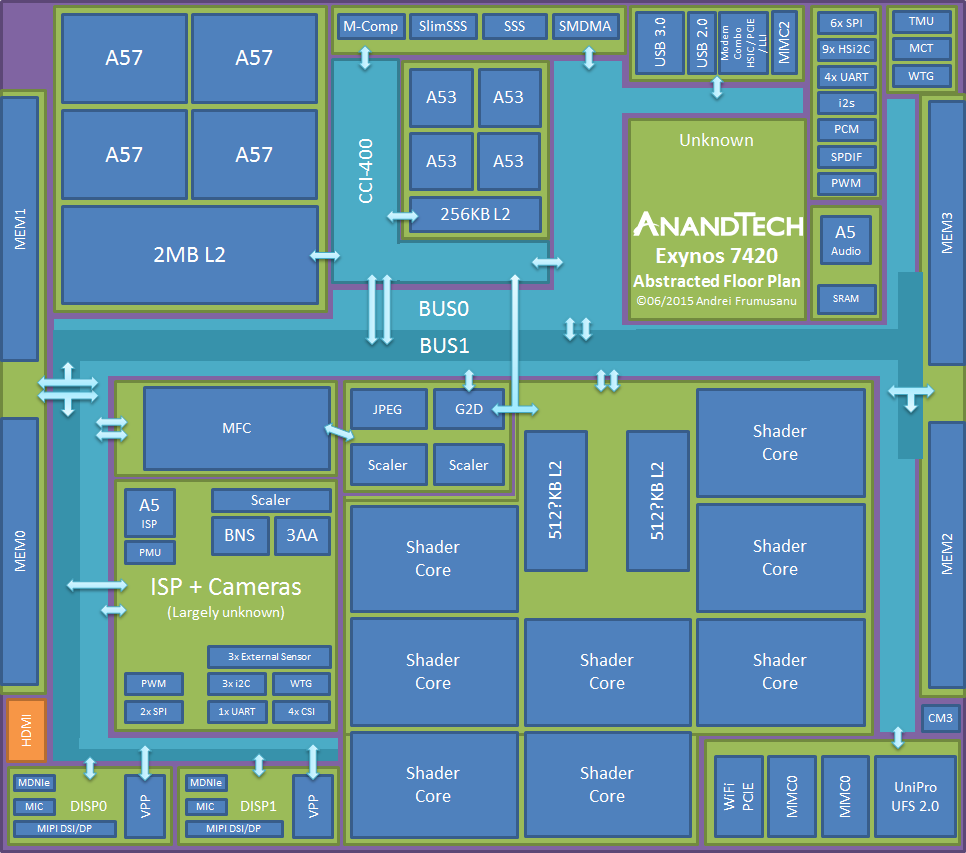 A57
A57
A57
A57
2MB L2
M-Comp
SlimSSS
SSS
SMDMA
CCI-400
A53
A53
A53
A53
256KB L2
USB 3.0
USB 2.0
Modem
Combo
HSIC/PCIE
/ LLI
MMC2
6x SPI
9x HSi2C
4x UART
i2s
PCM
SPDIF
PWM
TMU
MCT
WTG
Unknown
ANANDTECH
Exynos 7420
Abstracted Floor Plan
©06/2015 Andrei Frumusanu
A5
Audio
SRAM
MEM1
MEM3
BUS0
BUS1
MFC
JPEG
G2D
Scaler
Scaler
512?KB L2
512?KB L2
Shader
Core
Shader
Core
Shader
Core
Shader
Core
Shader
Core
Shader
Core
Shader
Core
Shader
Core
MEM0
MEM2
A5
ISP
PMU
Scaler
BNS
3AA
ISP + Cameras
(Largely unknown)
3x External Sensor
PWM
3x i2C
WTG
2x SPI
1x UART
4x CSI
HDMI
CM3
MDNIe
MIC
DISP0
MIPI DSI/DP
VPP
MDNIe
MIC
DISP1
MIPI DSI/DP
VPP
WiFi
PCIE
MMC0
MMC0
UniPro
UFS 2.0